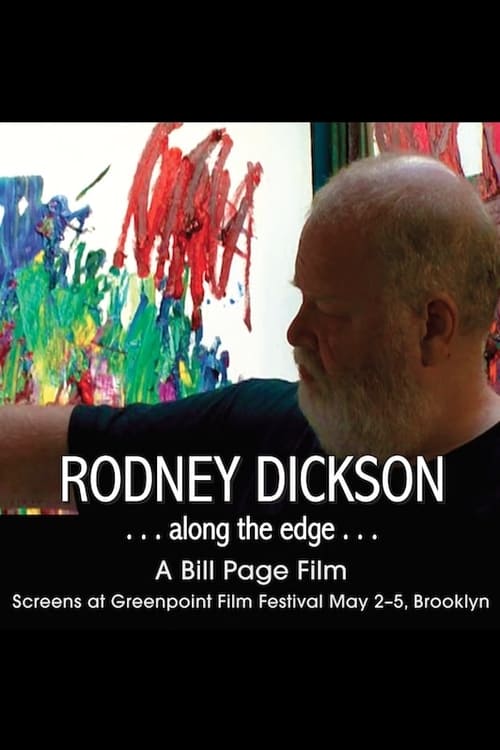 RODNEY DICKSON
. . . along the edge . . .
A Bill Page Film
Screens at Greenpoint Film Festival May 2–5, Brooklyn